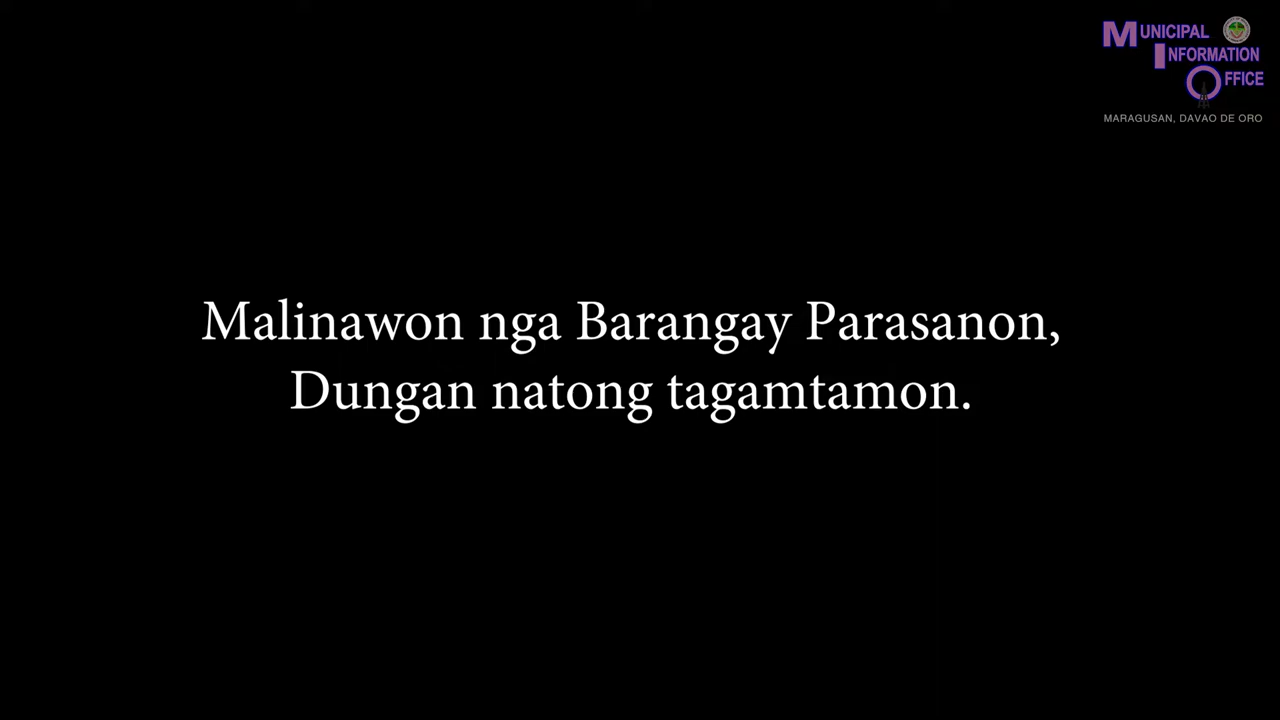 MUNICIPAL
INFORMATION
OFFICE
MARAGUSAN, DAVAO DE ORO
Malinawon nga Barangay Parasanon,
Dungan natong tagamtamon.